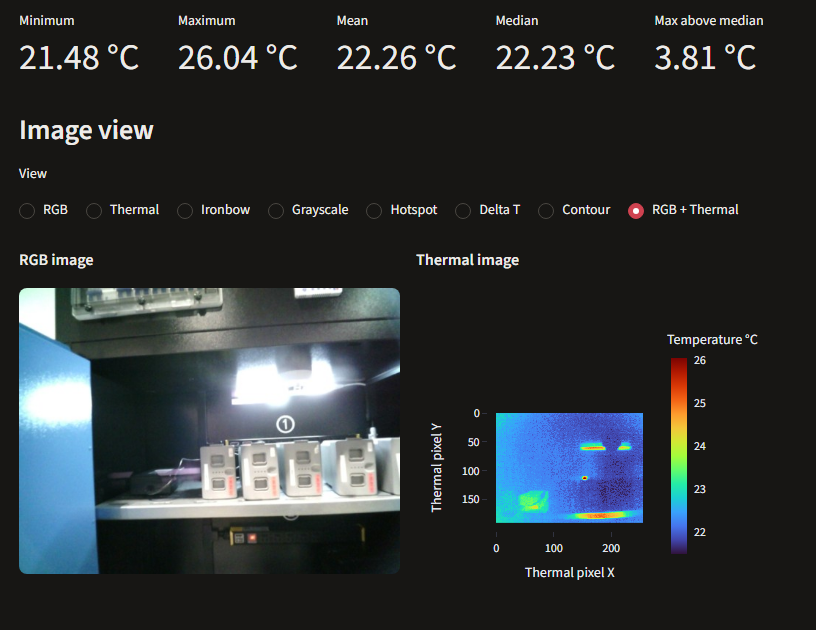 Minimum Maximum Mean Median Max above median
21.48 °C 26.04 °C 22.26 °C 22.23 °C 3.81 °C
Image view
View
RGB Thermal Ironbow Grayscale Hotspot Delta T Contour RGB + Thermal
RGB image Thermal image
①
Temperature °C
26
25
24
23
22
Thermal pixel Y
0
50
100
150
0 100 200
Thermal pixel X